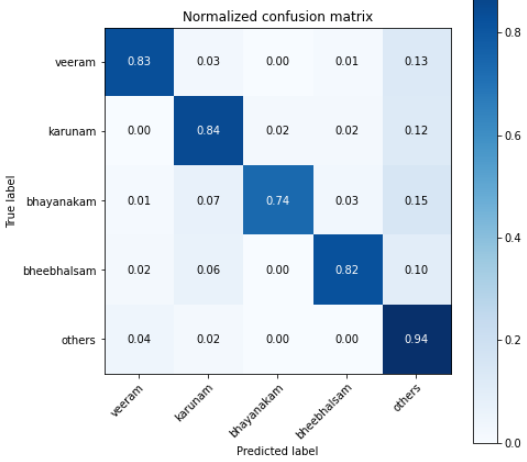 Normalized confusion matrix
veeram 0.83 0.03 0.00 0.01 0.13
karunam 0.00 0.84 0.02 0.02 0.12
bhayanakam 0.01 0.07 0.74 0.03 0.15
bheebhalsam 0.02 0.06 0.00 0.82 0.10
others 0.04 0.02 0.00 0.00 0.94
True label
veeram karunam bhayanakam bheebhalsam others
Predicted label
0.8
0.6
0.4
0.2
0.0